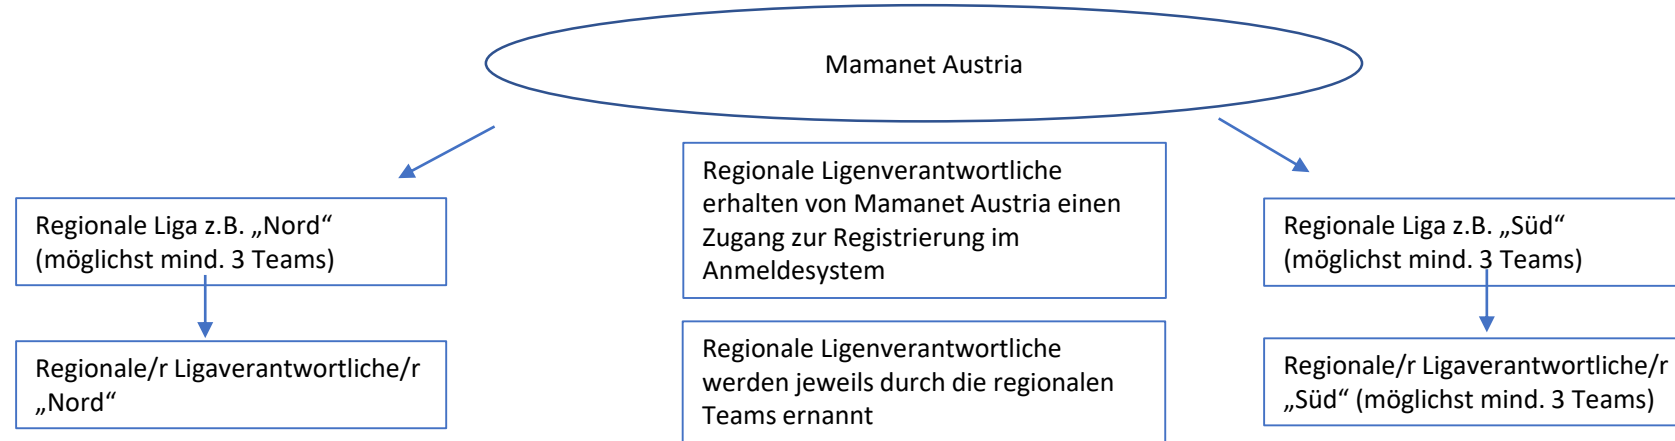 Mamanet Austria
Regionale Ligenverantwortliche
erhalten von Mamanet Austria einen
Zugang zur Registrierung im
Anmeldesystem
Regionale Liga z.B. „Nord“
(möglichst mind. 3 Teams)
Regionale Liga z.B. „Süd“
(möglichst mind. 3 Teams)
Regionale/r Ligaverantwortliche/r
„Nord“
Regionale Ligenverantwortliche
werden jeweils durch die regionalen
Teams ernannt
Regionale/r Ligaverantwortliche/r
„Süd“ (möglichst mind. 3 Teams)